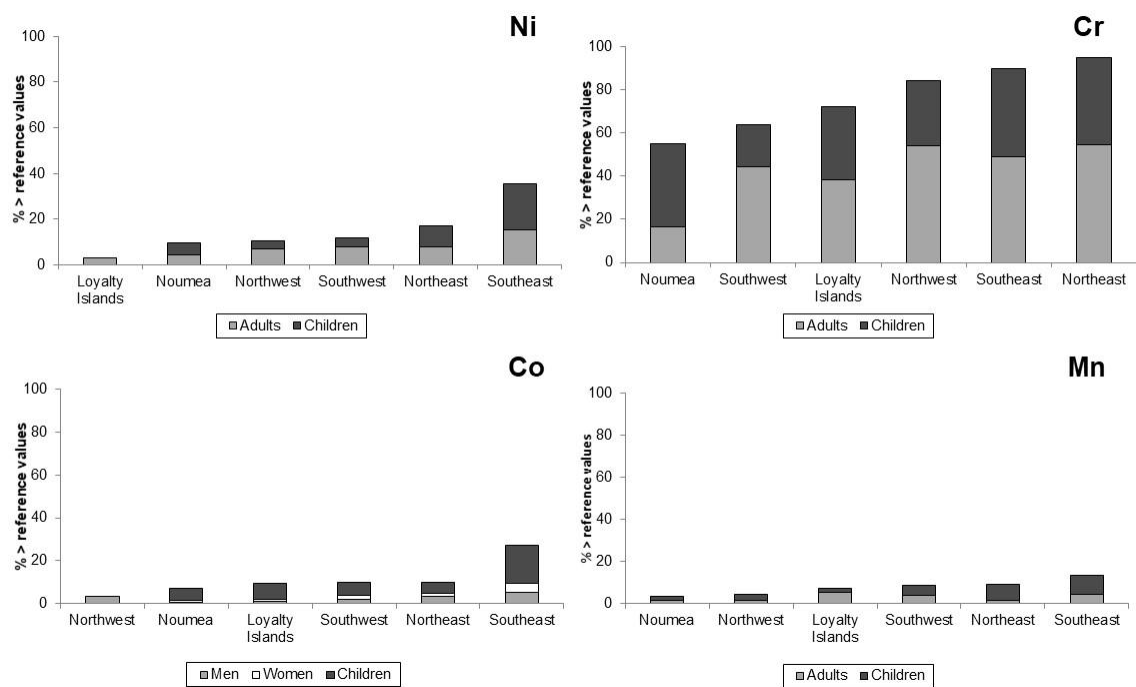 Ni
% > reference values
100
80
60
40
20
0
Loyalty Islands
Noumea
Northwest
Southwest
Northeast
Southeast
Adults
Children
Cr
% > reference values
100
80
60
40
20
0
Noumea
Southwest
Loyalty
Islands
Northwest
Southeast
Northeast
Adults
Children
Co
% > reference values
100
80
60
40
20
0
Northwest
Noumea
Loyalty
Islands
Southwest
Northeast
Southeast
Men
Women
Children
Mn
% > reference values
100
80
60
40
20
0
Noumea
Northwest
Loyalty
Islands
Southwest
Northeast
Southeast
Adults
Children